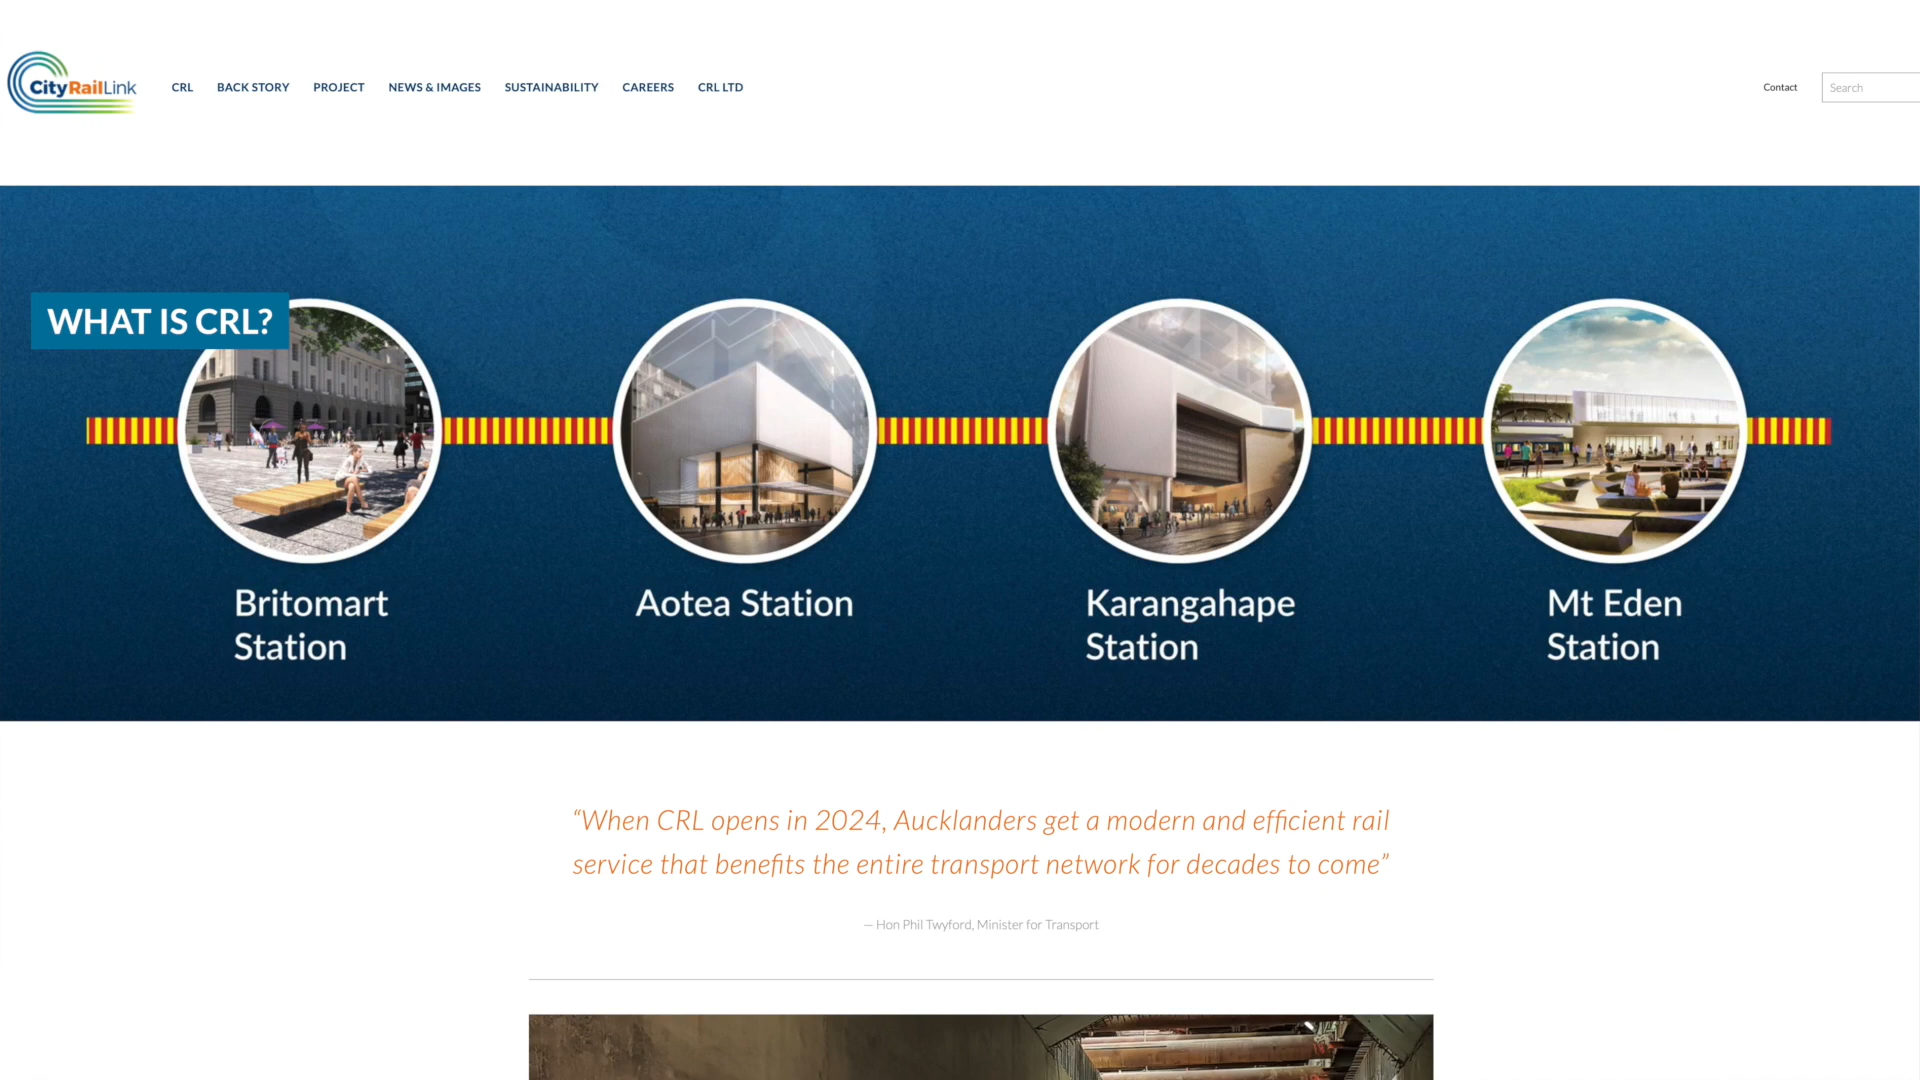 CityRailLink
CRL
BACK STORY
PROJECT
NEWS & IMAGES
SUSTAINABILITY
CAREERS
CRL LTD
Contact
Search
WHAT IS CRL?
Britomart
Station
Aotea Station
Karangahape
Station
Mt Eden
Station
“When CRL opens in 2024, Aucklanders get a modern and efficient rail
service that benefits the entire transport network for decades to come”
— Hon Phil Twyford, Minister for Transport